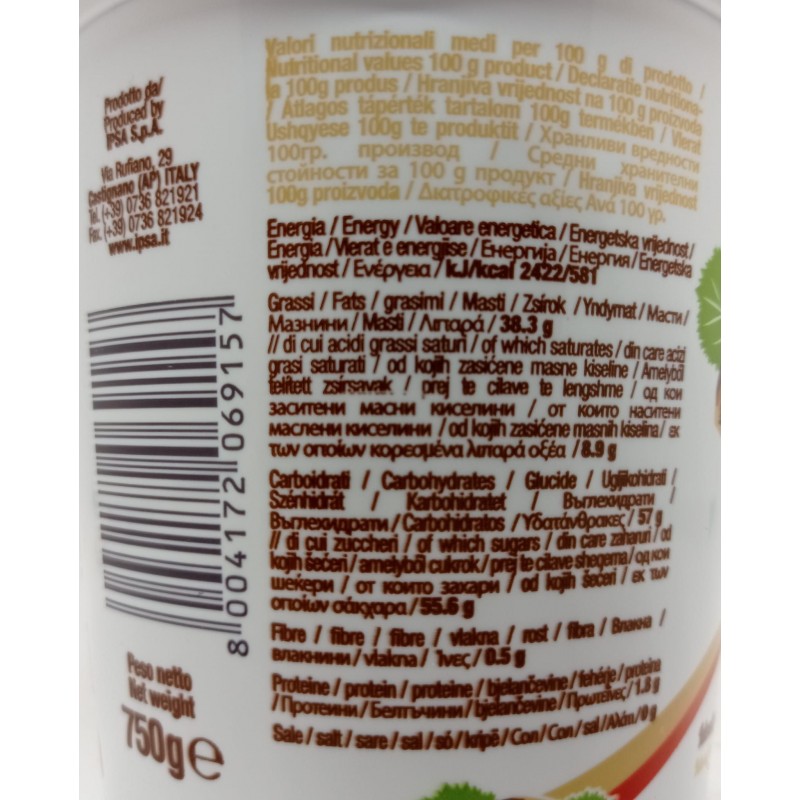 Prodotto da/
Produced by
IPSA S.p.A.
Via Rufiano, 29
Castignano (AP) ITALY
Tel. (+39) 0736 821921
Fax. (+39) 0736 821924
www.ipsa.it
8 004172 069157
Peso netto
Net weight
750g e
Valori nutrizionali medi per 100 g di prodotto /
Nutritional values 100 g product / Declaratie nutritiona-
le 100g produs / Hranjiva vrijednost na 100 g proizvoda
/ Átlagos tápérték tartalom 100g termékben / Vlerat
Ushqyese 100g te produktit / Хранливи вредности
100гр. производ / Средни хранителни
стойности за 100 g продукт / Hranjiva vrijednost
100g proizvoda / Διατροφικές αξίες Ανά 100 γρ.
Energia / Energy / Valoare energetica / Energetska vrijednost /
Energia / Vlerat e energjise / Енергија / Енергия / Energetska
vrijednost / Ενέργεια / kJ/kcal 2422/581
Grassi / Fats / grasimi / Masti / Zsírok / Yndyrnat / Масти /
Мазнини / Masti / Λιπαρά / 38.3 g
// di cui acidi grassi saturi / of which saturates / din care acizi
grasi saturati / od kojih zasićene masne kiseline / Amelyből
telített zsírsavak / prej te cilave te lengshme / од кои
заситени масни киселини / от които наситени
маслени киселини / od kojih zasićene masnih kiselina / εκ
των οποίων κορεσμένα λιπαρά οξέα / 8.9 g
Carboidrati / Carbohydrates / Glucide / Ugljikohidrati /
Szénhidrát / Karbohidratet / Въглехидрати /
Въглехидрати / Carbohidratos / Υδατάνθρακες / 57 g
// di cui zuccheri / of which sugars / din care zaharuri / od
kojih šećeri / amelyből cukrok / prej te cilave shegerna / од кои
шеќери / от които захари / od kojih šećeri / εκ των
οποίων σάκχαρα / 55.6 g
Fibre / fibre / fibre / vlakna / rost / fibra / Влакна /
влакнини / vlakna / Ίνες / 0.5 g
Proteine / protein / proteine / bjelančevine / fehérje / proteina
/ Протеини / Белтъчини / bjelančevine / Πρωτεΐνες / 1.8 g
Sale / salt / sare / sal / só / kripë / Сол / Сол / sal / Αλάτι / 0 g